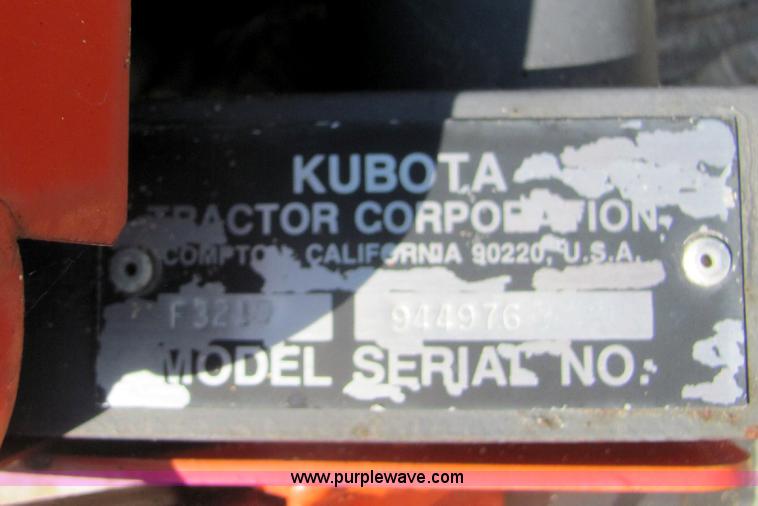 KUBOTA
TRACTOR CORPORATION
COMPTON, CALIFORNIA 90220, U.S.A.
944976
MODEL SERIAL NO.
www.purplewave.com